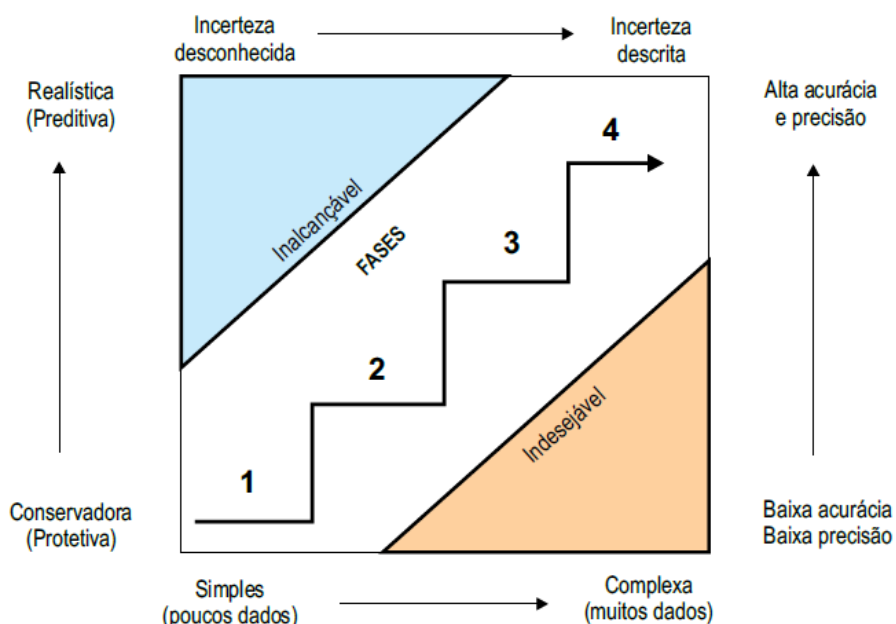 Incerteza
desconhecida
Incerteza
descrita
Realística
(Preditiva)
Alta acurácia
e precisão
4
Inalcançável
FASES
3
2
Indesejável
1
Conservadora
(Protetiva)
Baixa acurácia
Baixa precisão
Simples
(poucos dados)
Complexa
(muitos dados)